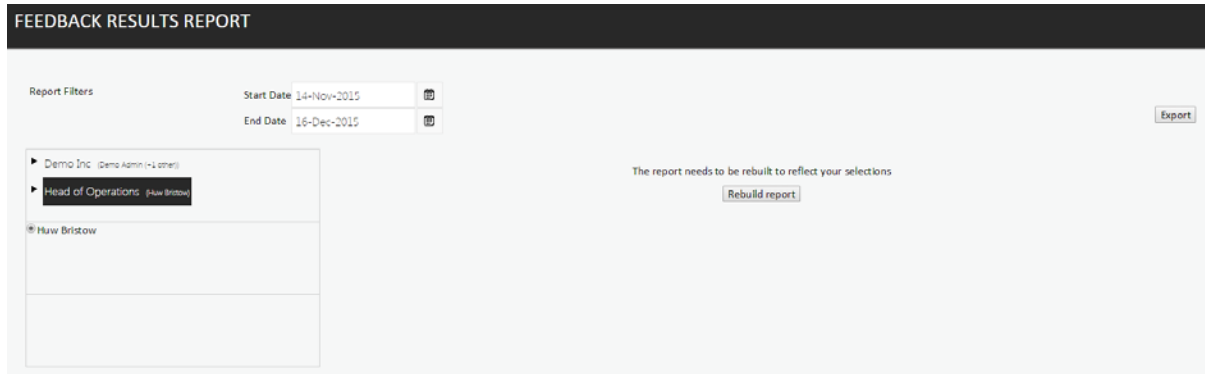 FEEDBACK RESULTS REPORT
Report Filters
Start Date 14-Nov-2015
End Date 16-Dec-2015
Export
Demo Inc (Demo Admin (+1 other))
Head of Operations (Huw Bristow)
The report needs to be rebuilt to reflect your selections
Rebuild report
Huw Bristow